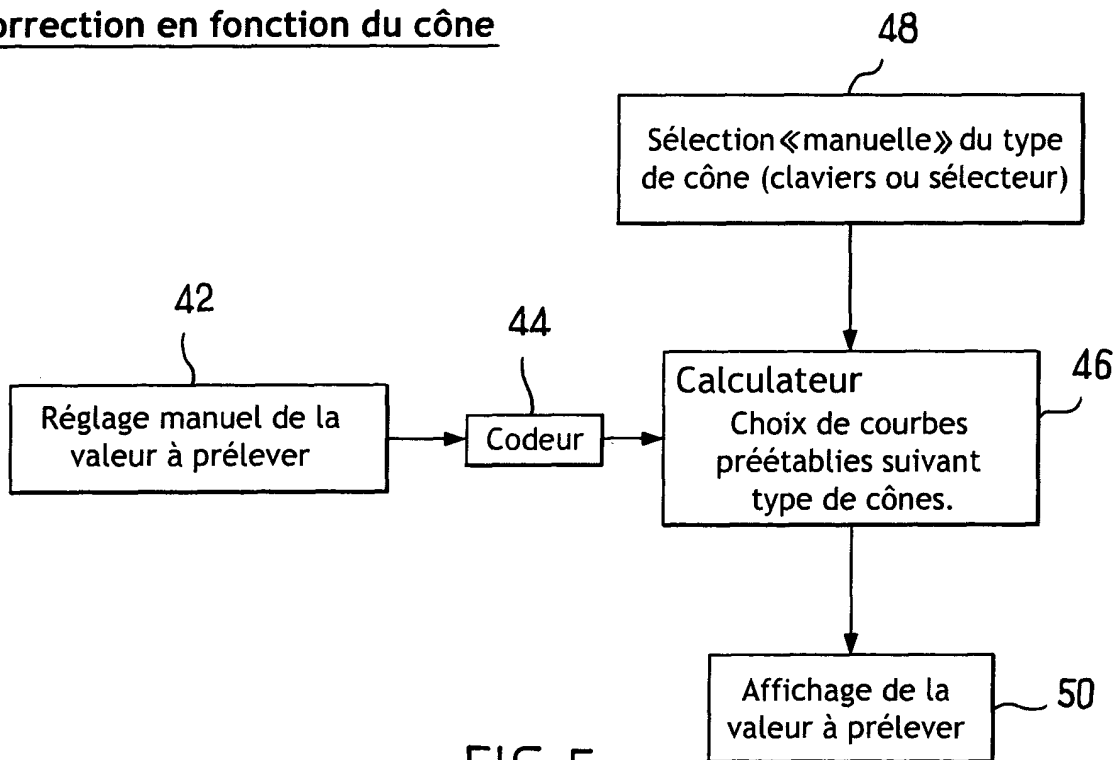 orrection en fonction du cône
48
Sélection «manuelle» du type
de cône (claviers ou sélecteur)
42
44
46
Réglage manuel de la
valeur à prélever
Codeur
Calculateur
Choix de courbes
préétablies suivant
type de cônes.
Affichage de la
valeur à prélever
50
FIG. 5